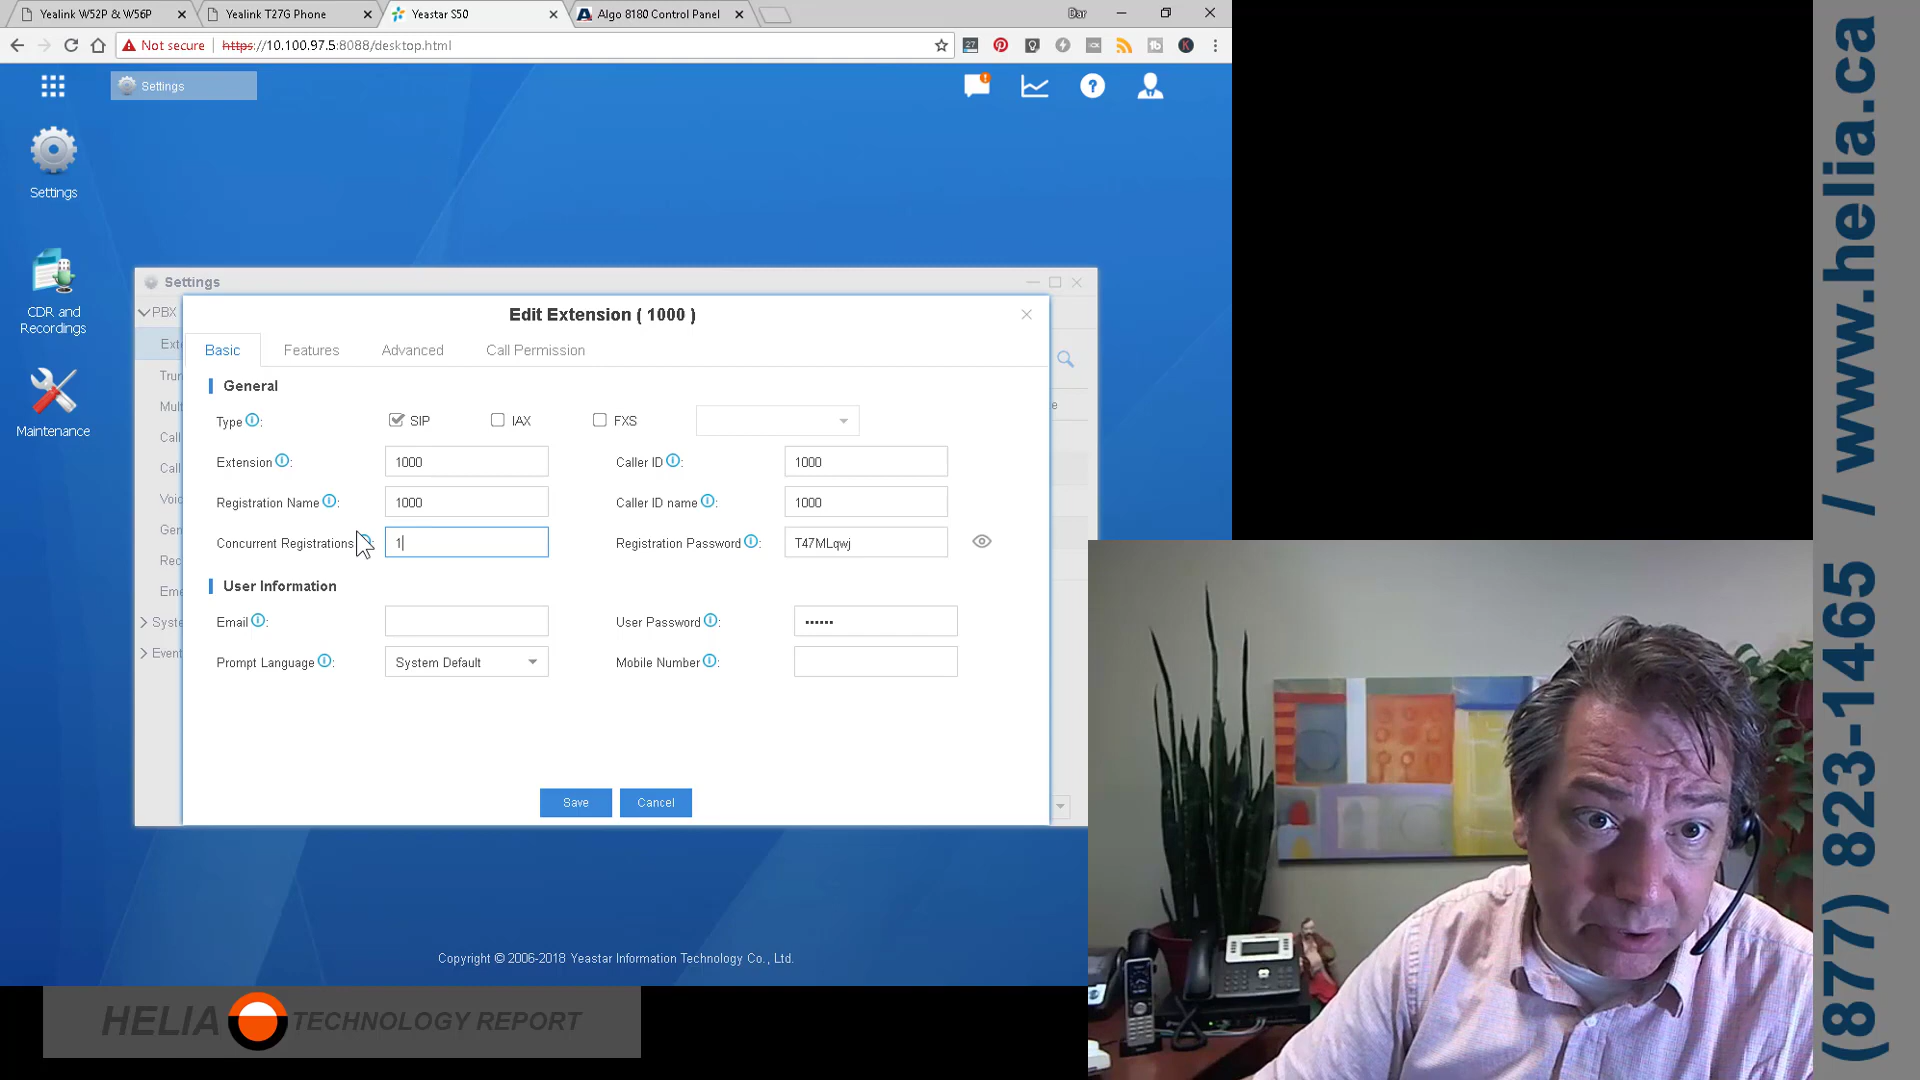 Yealink W52P & W56P
Yealink T27G Phone
Yeastar S50
Algo 8180 Control Panel
Dar
Not secure
https://10.100.97.5:8088/desktop.html
27
K
Settings
Settings
CDR and
Recordings
Maintenance
Settings
PBX
Edit Extension ( 1000 )
Basic
Features
Advanced
Call Permission
General
Type :
SIP
IAX
FXS
Extension :
1000
Caller ID :
1000
Registration Name :
1000
Caller ID name :
1000
Concurrent Registrations :
1
Registration Password :
T47MLqwj
User Information
Email :
User Password :
••••••
Prompt Language :
System Default
Mobile Number :
Save
Cancel
Copyright © 2006-2018 Yeastar Information Technology Co., Ltd.
HELIA TECHNOLOGY REPORT
(877) 823-1465 / www.helia.ca